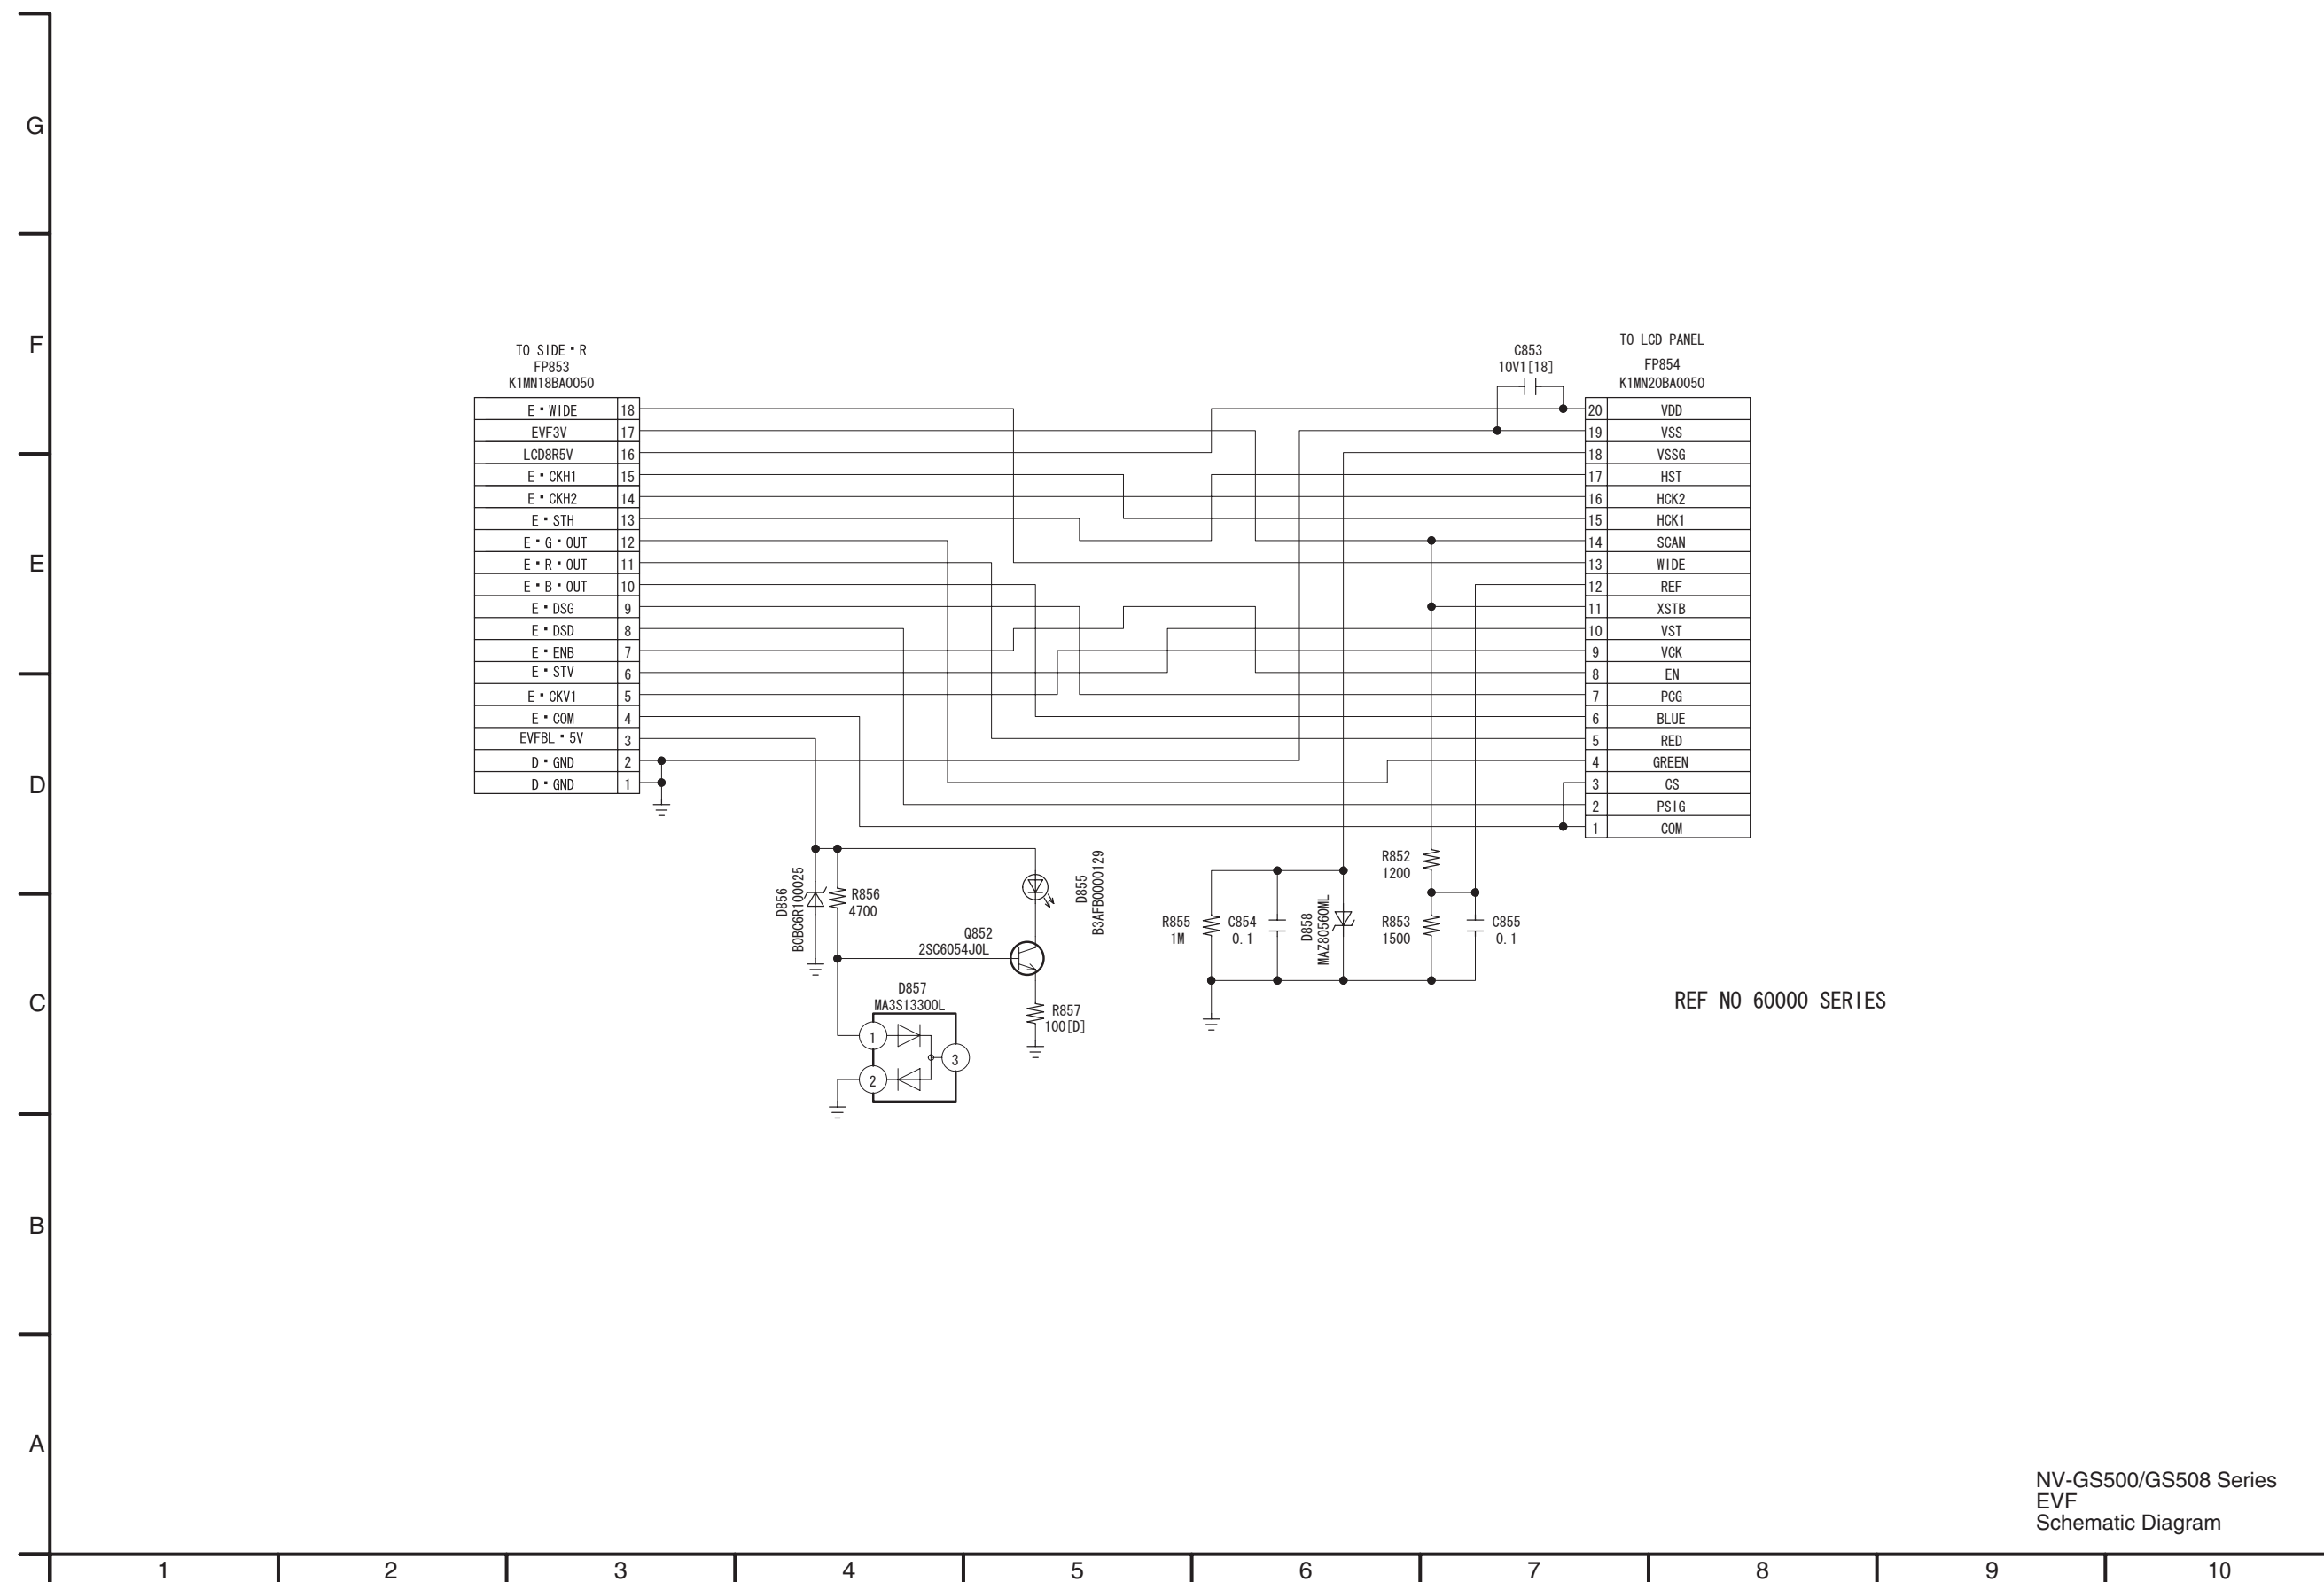 G
F
E
D
C
B
A
TO SIDE・R
FP853
K1MN18BA0050
E・WIDE 18
EVF3V 17
LCD8R5V 16
E・CKH1 15
E・CKH2 14
E・STH 13
E・G・OUT 12
E・R・OUT 11
E・B・OUT 10
E・DSG 9
E・DSD 8
E・ENB 7
E・STV 6
E・CKV1 5
E・COM 4
EVFBL・5V 3
D・GND 2
D・GND 1
C853
10V1[18]
TO LCD PANEL
FP854
K1MN20BA0050
20 VDD
19 VSS
18 VSSG
17 HST
16 HCK2
15 HCK1
14 SCAN
13 WIDE
12 REF
11 XSTB
10 VST
9 VCK
8 EN
7 PCG
6 BLUE
5 RED
4 GREEN
3 CS
2 PSIG
1 COM
D856
B0BC6R100025
R856
4700
D855
B3AFB0000129
Q852
2SC6054J0L
D857
MA3S13300L
1
2
3
R857
100[D]
R855
1M
C854
0.1
D858
MAZ80560ML
R852
1200
R853
1500
C855
0.1
REF NO 60000 SERIES
NV-GS500/GS508 Series
EVF
Schematic Diagram
1 2 3 4 5 6 7 8 9 10